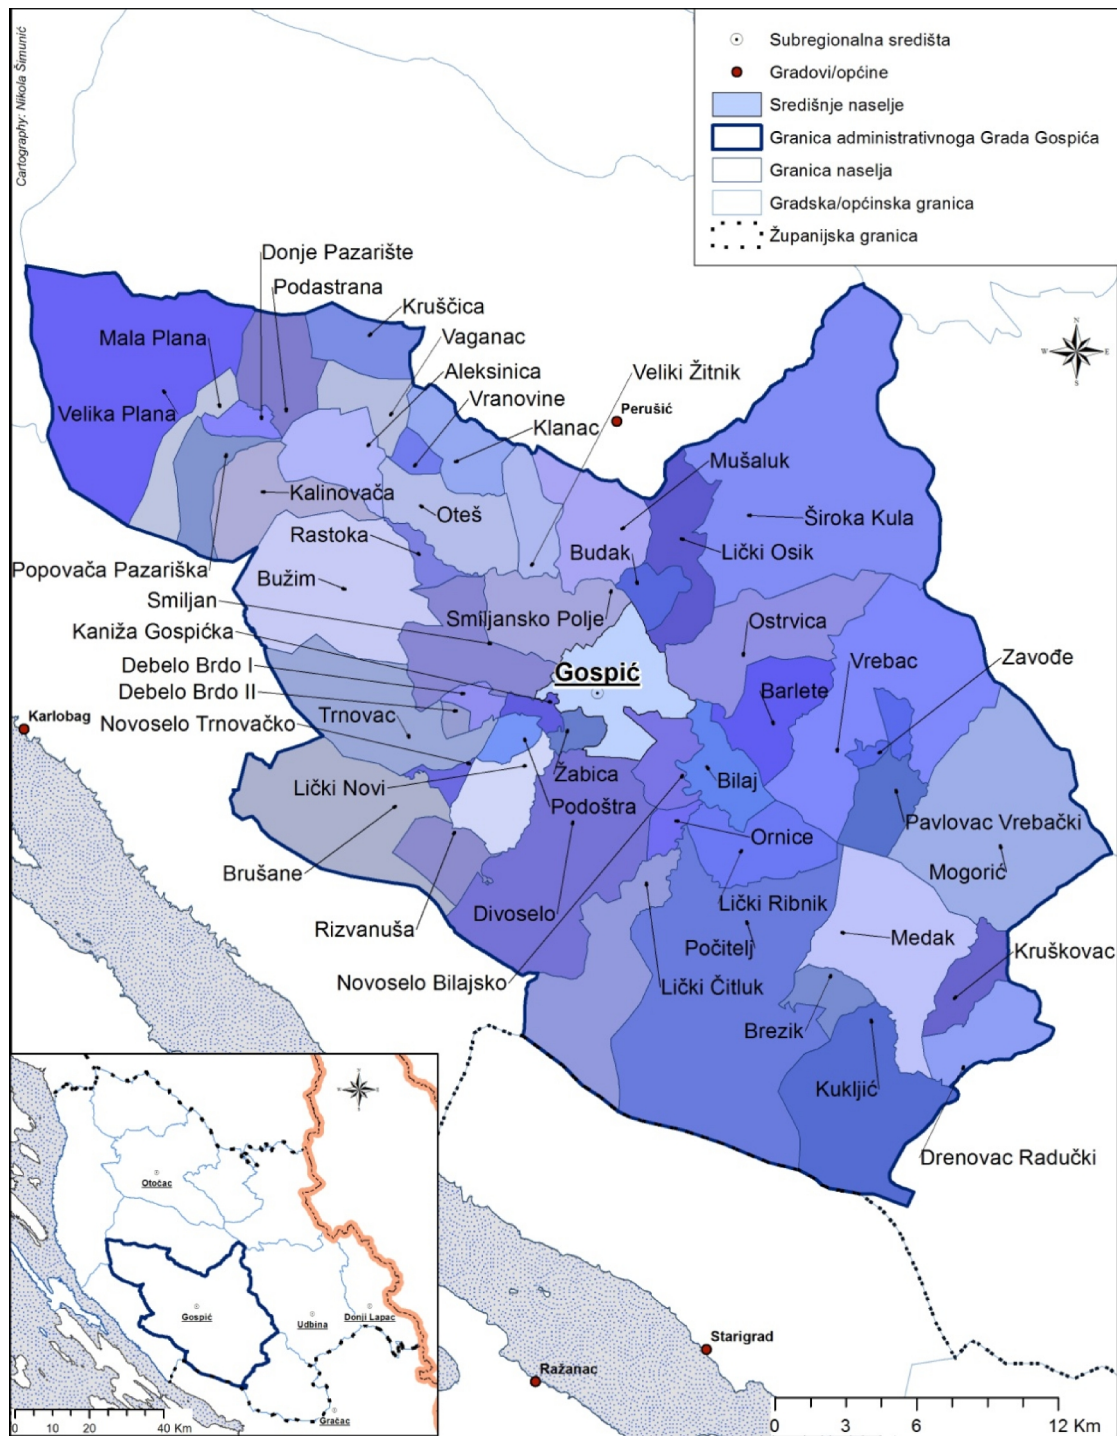 Cartography: Nikola Šimunić
Subregionalna središta
Gradovi/općine
Središnje naselje
Granica administrativnoga Grada Gospića
Granica naselja
Gradska/općinska granica
Županijska granica
N
W E
S
Donje Pazarište
Podastrana
Kruščica
Mala Plana
Vaganac
Aleksinica
Veliki Žitnik
Vranovine
Velika Plana
Perušić
Klanac
Mušaluk
Kalinovača
Oteš
Široka Kula
Rastoka
Lički Osik
Budak
Popovača Pazariška
Bužim
Smiljan
Smiljansko Polje
Ostrvica
Kaniža Gospićka
Debelo Brdo I
Gospić
Vrebac
Zavođe
Debelo Brdo II
Barlete
Karlobag
Novoselo Trnovačko
Trnovac
Žabica
Bilaj
Lički Novi
Podoštra
Pavlovac Vrebački
Ornice
Brušane
Mogorić
Divoselo
Lički Ribnik
Rizvanuša
Počitelj
Medak
Kruškovac
Novoselo Bilajsko
Lički Čitluk
Brezik
Kukljić
Drenovac Radučki
Otočac
Gospić
Udbina
Donji Lapac
Gračac
0 10 20 40 Km
Starigrad
Ražanac
0 3 6 12 Km